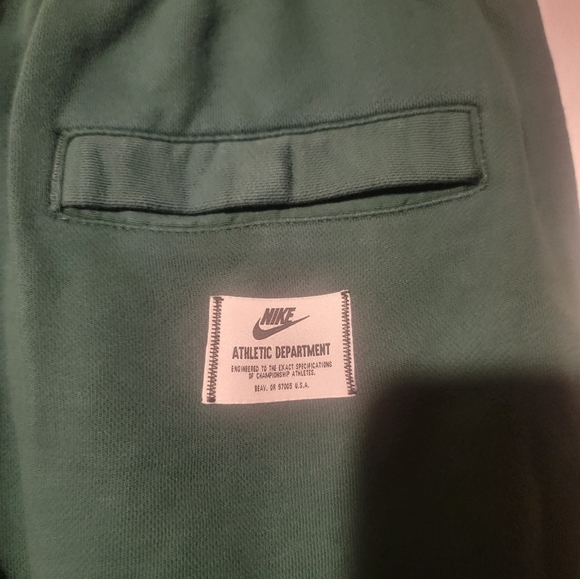 NIKE
ATHLETIC DEPARTMENT
ENGINEERED TO THE EXACT SPECIFICATIONS
OF CHAMPIONSHIP ATHLETES.
BEAV. OR 97005 U.S.A.